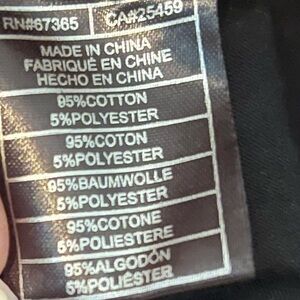 RN#67365 CA#25459
MADE IN CHINA
FABRIQUÉ EN CHINE
HECHO EN CHINA
95%COTTON
5%POLYESTER
95%COTON
5%POLYESTER
95%BAUMWOLLE
5%POLYESTER
95%COTONE
5%POLIESTERE
95%ALGODÓN
5%POLIÉSTER